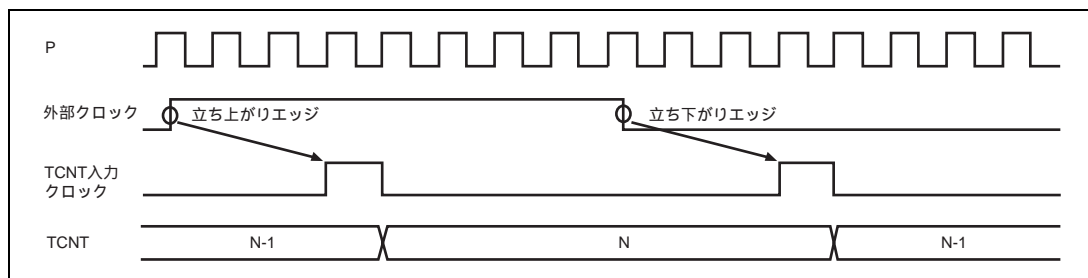 P
外部クロック
立ち上がりエッジ
立ち下がりエッジ
TCNT入力
クロック
TCNT
N-1
N
N-1